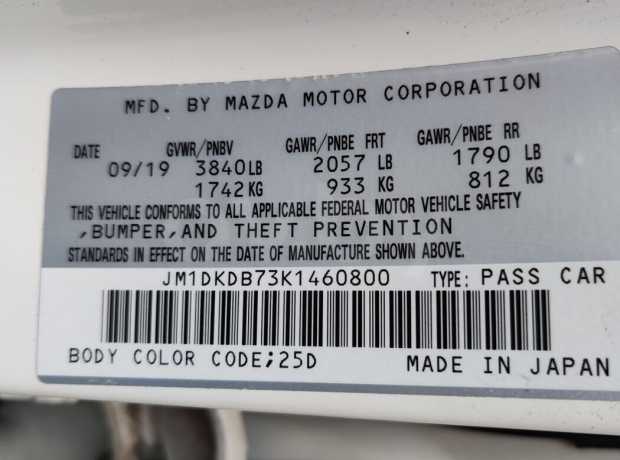 MFD. BY MAZDA MOTOR CORPORATION
DATE GVWR/PNBV GAWR/PNBE FRT GAWR/PNBE RR
09/19 3840LB 2057 LB 1790 LB
1742KG 933 KG 812 KG
THIS VEHICLE CONFORMS TO ALL APPLICABLE FEDERAL MOTOR VEHICLE SAFETY
,BUMPER,AND THEFT PREVENTION
STANDARDS IN EFFECT ON THE DATE OF MANUFACTURE SHOWN ABOVE.
JM1DKDB73K1460800 TYPE: PASS CAR
BODY COLOR CODE;25D MADE IN JAPAN